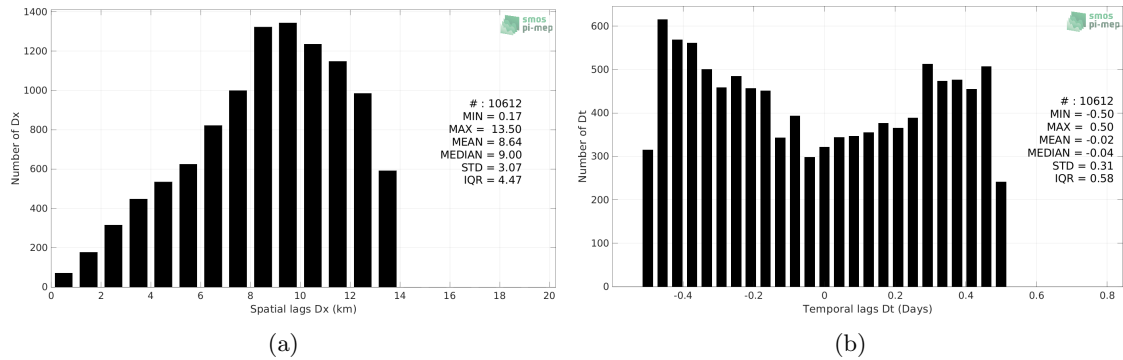 1400
1200
1000
800
600
400
200
0
Number of Dx
smos
pi-mep
# : 10612
MIN = 0.17
MAX = 13.50
MEAN = 8.64
MEDIAN = 9.00
STD = 3.07
IQR = 4.47
0 2 4 6 8 10 12 14 16 18 20
Spatial lags Dx (km)
(a)
600
500
400
300
200
100
0
Number of Dt
smos
pi-mep
# : 10612
MIN = -0.50
MAX = 0.50
MEAN = -0.02
MEDIAN = -0.04
STD = 0.31
IQR = 0.58
-0.4 -0.2 0 0.2 0.4 0.6 0.8
Temporal lags Dt (Days)
(b)